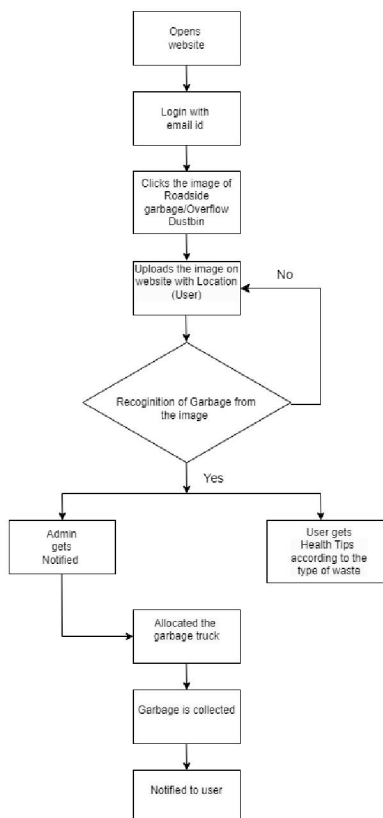 Opens
website
Login with
email id
Clicks the image of
Roadside
garbage/Overflow
Dustbin
Uploads the image on
website with Location
(User)
No
Recoginition of Garbage from
the image
Yes
Admin
gets
Notified
User gets
Health Tips
according to the
type of waste
Allocated the
garbage truck
Garbage is collected
Notified to user